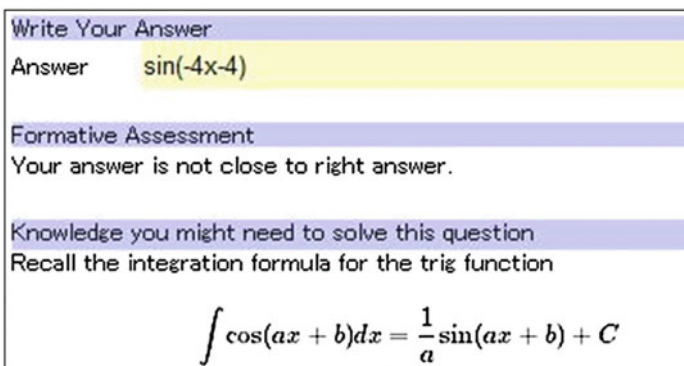 Write Your Answer
Answer sin(-4x-4)
Formative Assessment
Your answer is not close to right answer.
Knowledge you might need to solve this question
Recall the integration formula for the trig function
∫ cos(ax + b)dx = 1/a sin(ax + b) + C